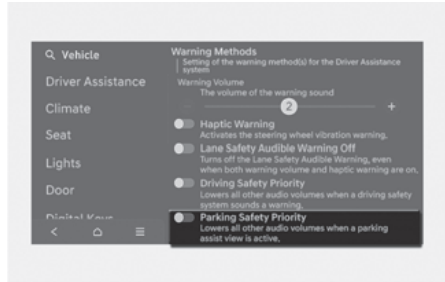 Vehicle
Driver Assistance
Climate
Seat
Lights
Door
Digital Keys
Warning Methods
Setting of the warning method(s) for the Driver Assistance
system
Warning Volume
The volume of the warning sound
− 2 +
Haptic Warning
Activates the steering wheel vibration warning.
Lane Safety Audible Warning Off
Turns off the Lane Safety Audible Warning, even
when both warning volume and haptic warning are on.
Driving Safety Priority
Lowers all other audio volumes when a driving safety
system sounds a warning.
Parking Safety Priority
Lowers all other audio volumes when a parking
assist view is active.